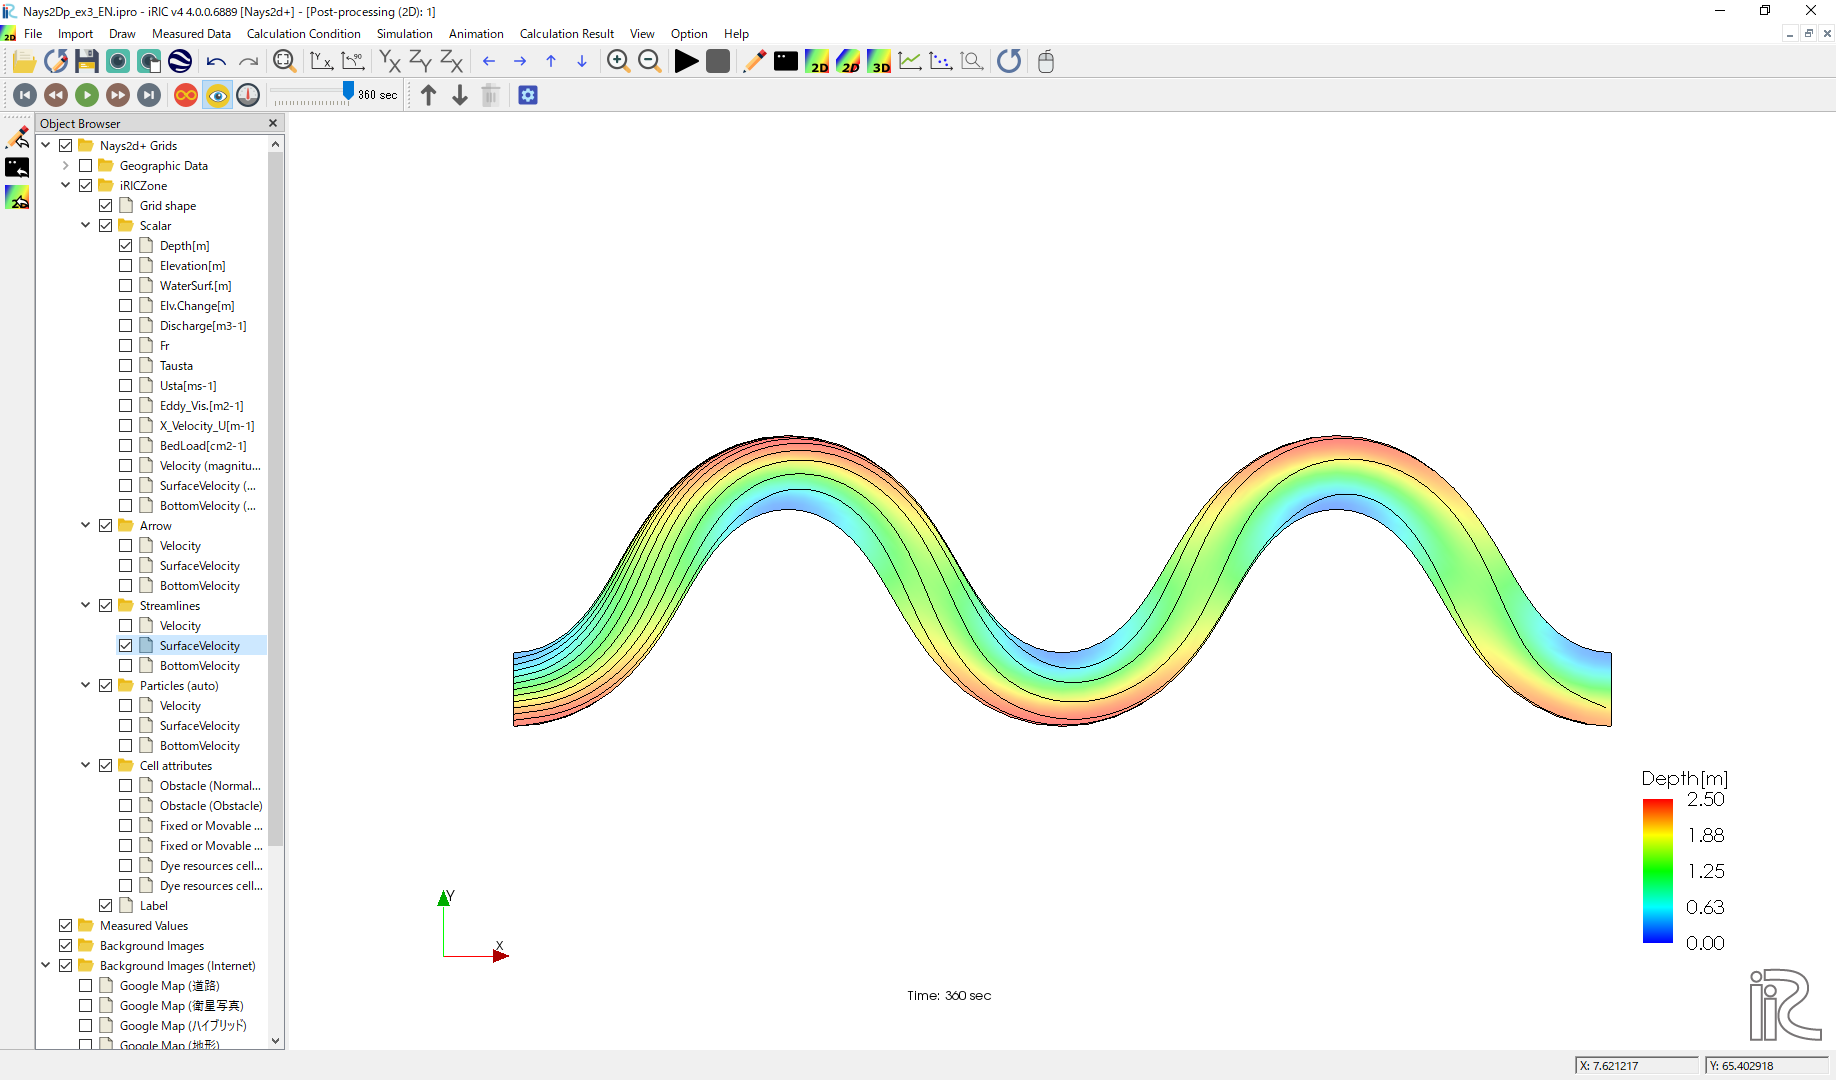 Nays2Dp_ex3_EN.ipro - iRIC v4 4.0.0.6889 [Nays2d+] - [Post-processing (2D): 1]
File Import Draw Measured Data Calculation Condition Simulation Animation Calculation Result View Option Help
2D 2D 3D
360 sec
Object Browser
Nays2d+ Grids
Geographic Data
iRICZone
Grid shape
Scalar
Depth[m]
Elevation[m]
WaterSurf.[m]
Elv.Change[m]
Discharge[m3-1]
Fr
Tausta
Usta[ms-1]
Eddy_Vis.[m2-1]
X_Velocity_U[m-1]
BedLoad[cm2-1]
Velocity (magnitu...
SurfaceVelocity (...
BottomVelocity (...
Arrow
Velocity
SurfaceVelocity
BottomVelocity
Streamlines
Velocity
SurfaceVelocity
BottomVelocity
Particles (auto)
Velocity
SurfaceVelocity
BottomVelocity
Cell attributes
Obstacle (Normal...
Obstacle (Obstacle)
Fixed or Movable ...
Fixed or Movable ...
Dye resources cell...
Dye resources cell...
Label
Measured Values
Background Images
Background Images (Internet)
Google Map (道路)
Google Map (衛星写真)
Google Map (ハイブリッド)
Google Map (地形)
Depth[m]
2.50
1.88
1.25
0.63
0.00
Y
X
Time: 360 sec
iRiC
X: 7.621217
Y: 65.402918